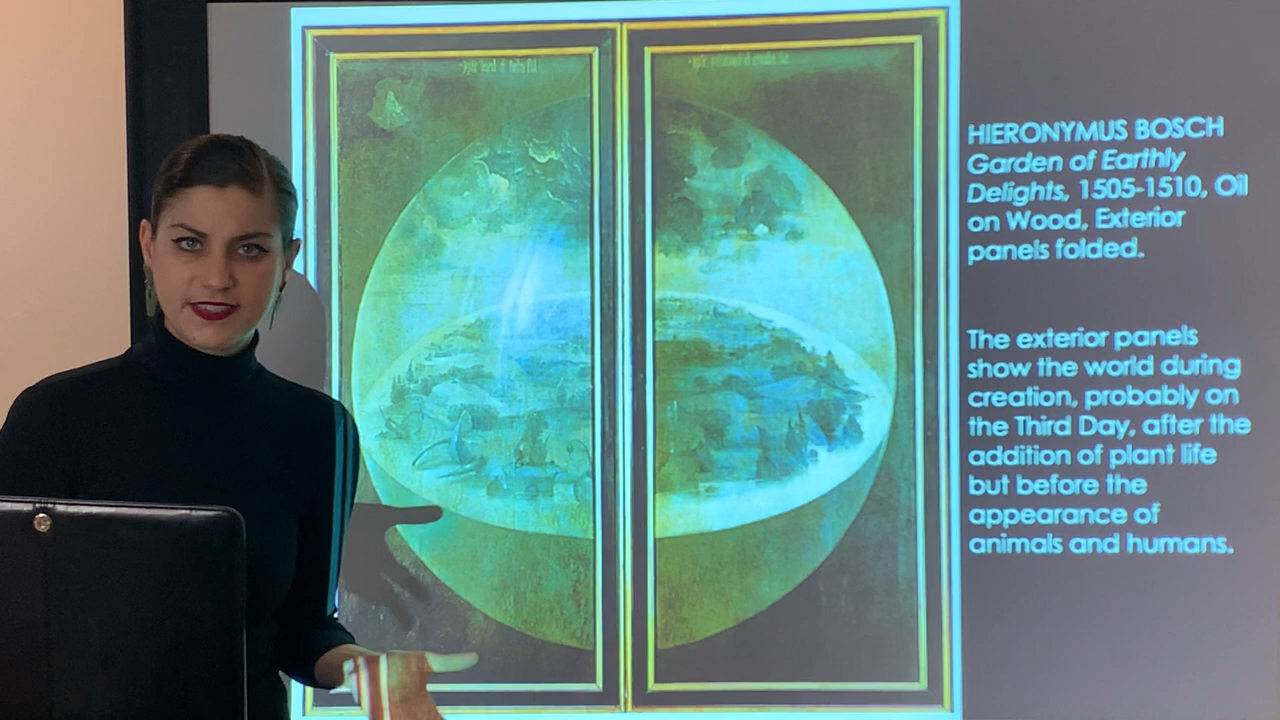 HIERONYMUS BOSCH
Garden of Earthly
Delights, 1505-1510, Oil
on Wood, Exterior
panels folded.
The exterior panels
show the world during
creation, probably on
the Third Day, after the
addition of plant life
but before the
appearance of
animals and humans.